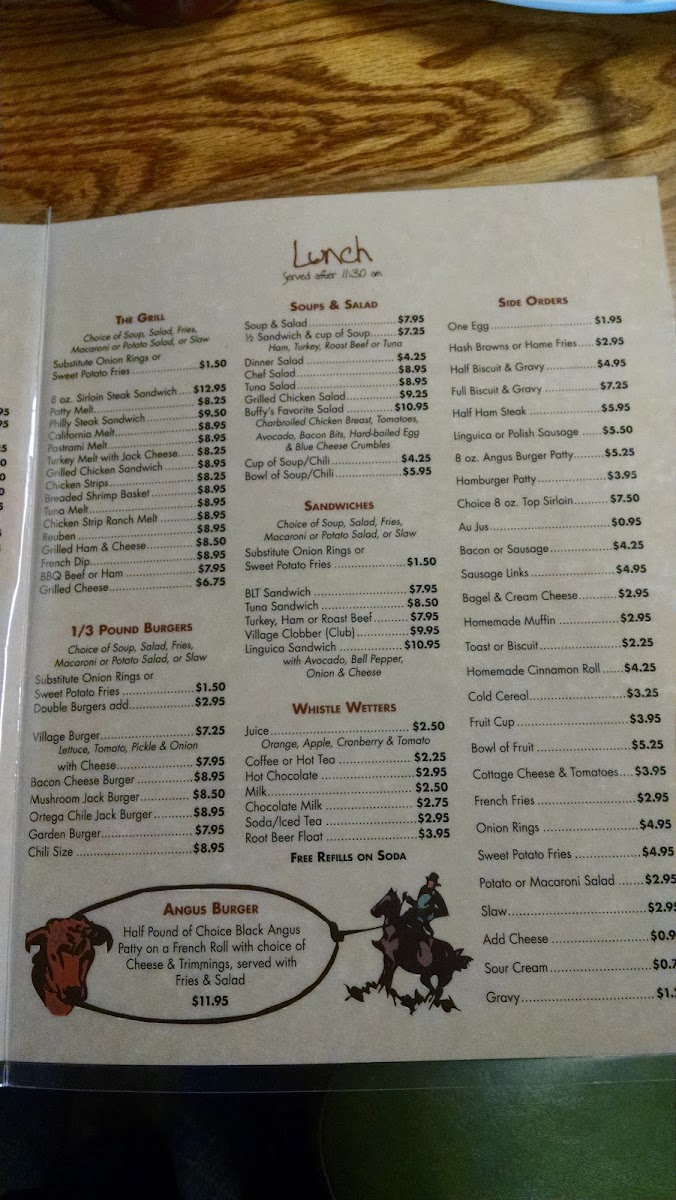 Lunch
Served after 11:30 am
THE GRILL
Choice of Soup, Salad, Fries,
Macaroni or Potato Salad, or Slaw
Substitute Onion Rings or
Sweet Potato Fries $1.50
8 oz. Sirloin Steak Sandwich $12.95
Patty Melt $8.25
Philly Steak Sandwich $9.50
California Melt $8.95
Pastrami Melt $8.95
Turkey Melt with Jack Cheese $8.25
Grilled Chicken Sandwich $8.95
Chicken Strips $8.25
Breaded Shrimp Basket $8.95
Tuna Melt $8.95
Chicken Strip Ranch Melt $8.95
Reuben $8.95
Grilled Ham & Cheese $8.50
French Dip $8.95
BBQ Beef or Ham $7.95
Grilled Cheese $6.75
1/3 POUND BURGERS
Choice of Soup, Salad, Fries,
Macaroni or Potato Salad, or Slaw
Substitute Onion Rings or
Sweet Potato Fries $1.50
Double Burgers add $2.95
Village Burger $7.25
Lettuce, Tomato, Pickle & Onion
with Cheese $7.95
Bacon Cheese Burger $8.95
Mushroom Jack Burger $8.50
Ortega Chile Jack Burger $8.95
Garden Burger $7.95
Chili Size $8.95
SOUPS & SALAD
Soup & Salad $7.95
½ Sandwich & cup of Soup $7.25
Ham, Turkey, Roast Beef or Tuna
Dinner Salad $4.25
Chef Salad $8.95
Tuna Salad $8.95
Grilled Chicken Salad $9.25
Buffy's Favorite Salad $10.95
Charbroiled Chicken Breast, Tomatoes,
Avocado, Bacon Bits, Hard-boiled Egg
& Blue Cheese Crumbles
Cup of Soup/Chili $4.25
Bowl of Soup/Chili $5.95
SANDWICHES
Choice of Soup, Salad, Fries,
Macaroni or Potato Salad, or Slaw
Substitute Onion Rings or
Sweet Potato Fries $1.50
BLT Sandwich $7.95
Tuna Sandwich $8.50
Turkey, Ham or Roast Beef $7.95
Village Clobber (Club) $9.95
Linguica Sandwich $10.95
with Avocado, Bell Pepper,
Onion & Cheese
WHISTLE WETTERS
Juice $2.50
Orange, Apple, Cranberry & Tomato
Coffee or Hot Tea $2.25
Hot Chocolate $2.95
Milk $2.50
Chocolate Milk $2.75
Soda/Iced Tea $2.95
Root Beer Float $3.95
FREE REFILLS ON SODA
SIDE ORDERS
One Egg $1.95
Hash Browns or Home Fries $2.95
Half Biscuit & Gravy $4.95
Full Biscuit & Gravy $7.25
Half Ham Steak $5.95
Linguica or Polish Sausage $5.50
8 oz. Angus Burger Patty $5.25
Hamburger Patty $3.95
Choice 8 oz. Top Sirloin $7.50
Au Jus $0.95
Bacon or Sausage $4.25
Sausage Links $4.95
Bagel & Cream Cheese $2.95
Homemade Muffin $2.95
Toast or Biscuit $2.25
Homemade Cinnamon Roll $4.25
Cold Cereal $3.25
Fruit Cup $3.95
Bowl of Fruit $5.25
Cottage Cheese & Tomatoes $3.95
French Fries $2.95
Onion Rings $4.95
Sweet Potato Fries $4.95
Potato or Macaroni Salad $2.95
Slaw $2.95
Add Cheese $0.9
Sour Cream $0.7
Gravy $1.2
ANGUS BURGER
Half Pound of Choice Black Angus
Patty on a French Roll with choice of
Cheese & Trimmings, served with
Fries & Salad
$11.95